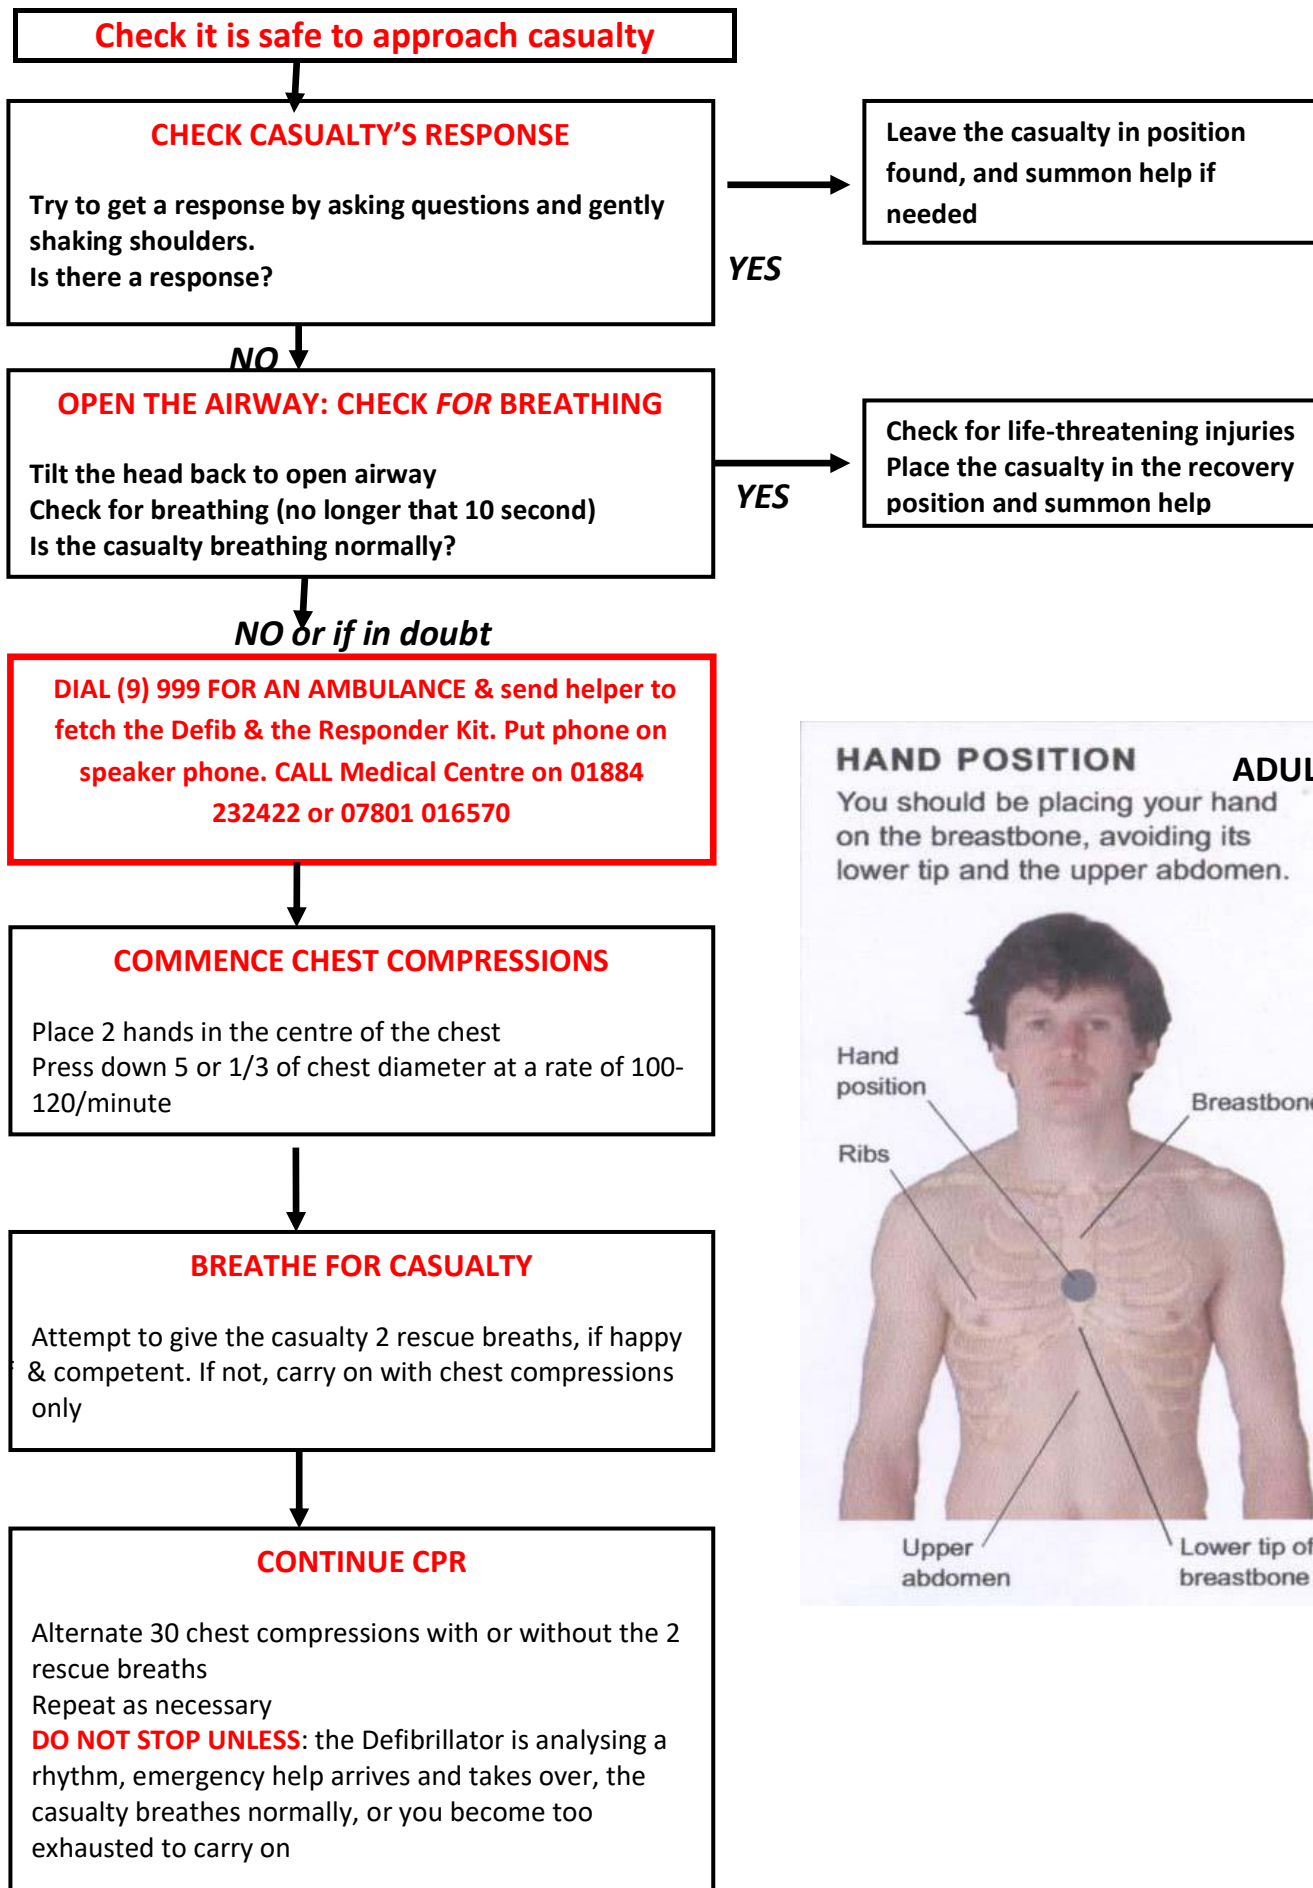 Check it is safe to approach casualty
CHECK CASUALTY’S RESPONSE
Try to get a response by asking questions and gently
shaking shoulders.
Is there a response?
YES
Leave the casualty in position
found, and summon help if
needed
NO
OPEN THE AIRWAY: CHECK FOR BREATHING
Tilt the head back to open airway
Check for breathing (no longer that 10 second)
Is the casualty breathing normally?
YES
Check for life-threatening injuries
Place the casualty in the recovery
position and summon help
NO or if in doubt
DIAL (9) 999 FOR AN AMBULANCE & send helper to
fetch the Defib & the Responder Kit. Put phone on
speaker phone. CALL Medical Centre on 01884
232422 or 07801 016570
COMMENCE CHEST COMPRESSIONS
Place 2 hands in the centre of the chest
Press down 5 or 1/3 of chest diameter at a rate of 100-
120/minute
BREATHE FOR CASUALTY
Attempt to give the casualty 2 rescue breaths, if happy
& competent. If not, carry on with chest compressions
only
CONTINUE CPR
Alternate 30 chest compressions with or without the 2
rescue breaths
Repeat as necessary
DO NOT STOP UNLESS: the Defibrillator is analysing a
rhythm, emergency help arrives and takes over, the
casualty breathes normally, or you become too
exhausted to carry on
HAND POSITION
ADUL
You should be placing your hand
on the breastbone, avoiding its
lower tip and the upper abdomen.
Hand
position
Breastbone
Ribs
Upper
abdomen
Lower tip of
breastbone